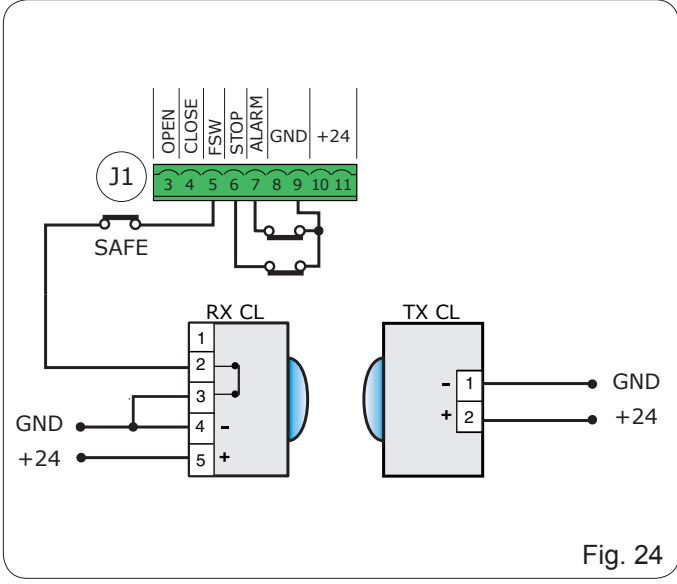 OPEN CLOSE FSW STOP ALARM GND +24
J1
3 4 5 6 7 8 9 10 11
SAFE
RX CL
TX CL
1
2
3
4 -
5 +
GND
+24
- 1
+ 2
GND
+24
Fig. 24